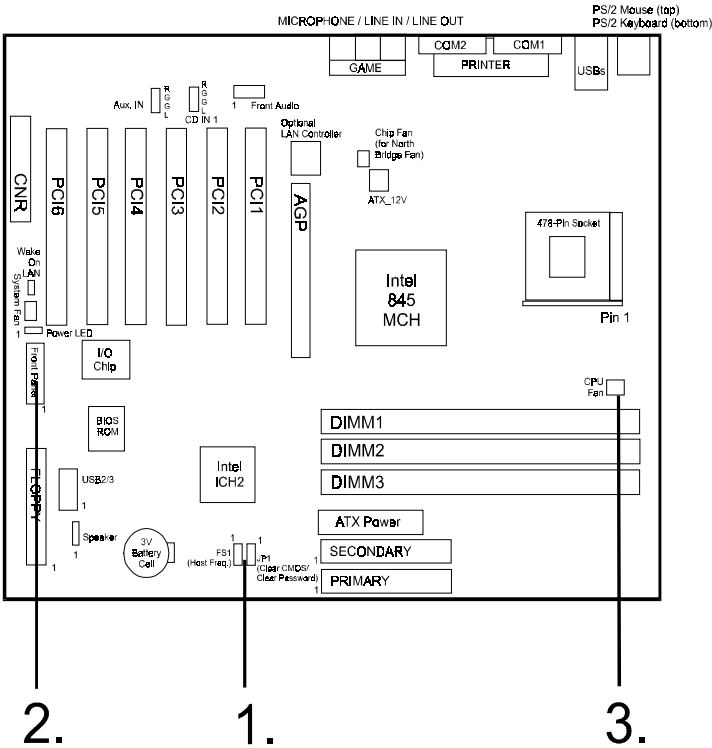 PS/2 Mouse (top)
PS/2 Keyboard (bottom)
MICROPHONE / LINE IN / LINE OUT
GAME
COM2
COM1
PRINTER
USBs
Aux. IN
R
G
G
L
R
G
G
L
CD IN 1
1
Front Audio
Optional
LAN Controller
Chip Fan
(for North
Bridge Fan)
ATX_12V
CNR
PCI6
PCI5
PCI4
PCI3
PCI2
PCI1
AGP
478-Pin Socket
Pin 1
Intel
845
MCH
Wake
On
LAN
System Fan
1
Power LED
I/O
Chip
Front Panel
1
CPU
Fan
BIOS
ROM
DIMM1
DIMM2
DIMM3
Intel
ICH2
FLOPPY
1
USB2/3
1
Speaker
1
3V
Battery
Cell
1
1
FS1
(Host Freq.)
JP1
(Clear CMOS/
Clear Password)
ATX Power
1
SECONDARY
1
PRIMARY
2.
1.
3.